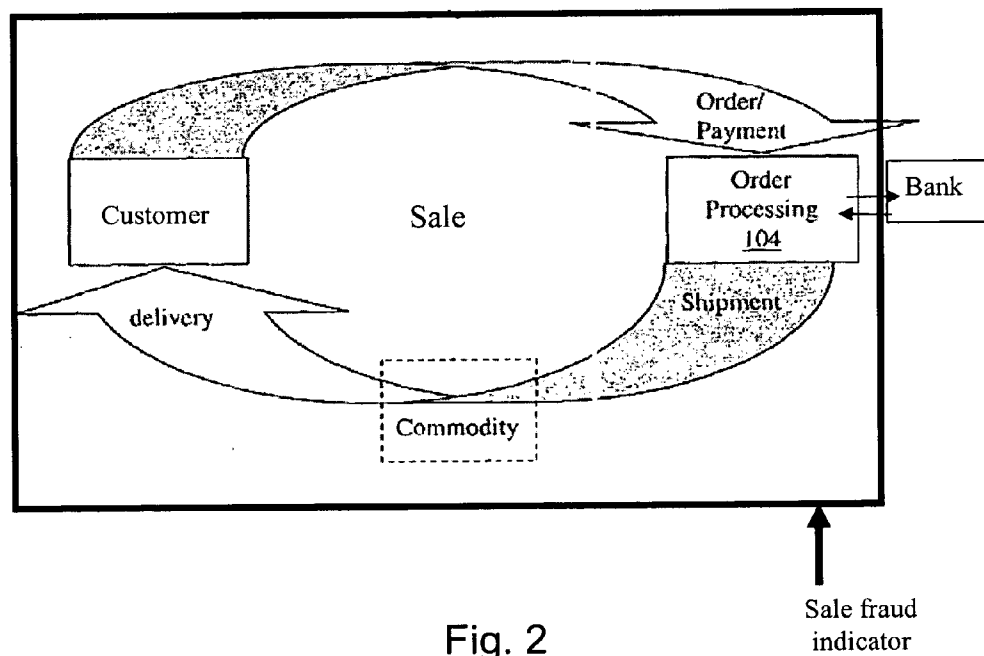 Order/
Payment
Customer
Sale
Order
Processing
104
Bank
Shipment
delivery
Commodity
Sale fraud
indicator
Fig. 2